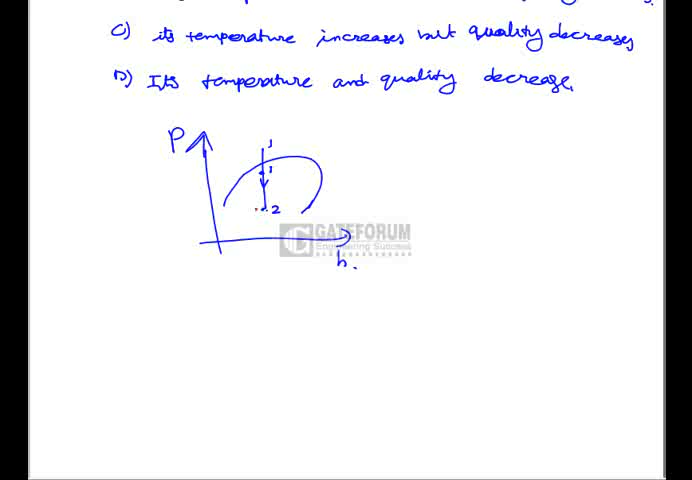 C) its temperature increases but quality decreases
D) Its temperature and quality decrease.
P
1
1
2
GATEFORUM
Engineering Success
h.